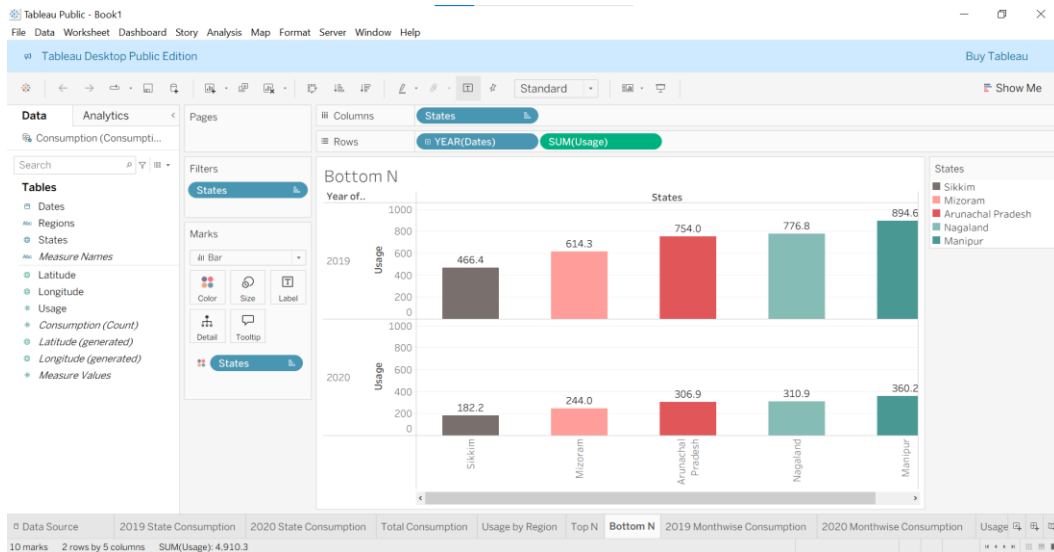 Tableau Public - Book1
File Data Worksheet Dashboard Story Analysis Map Format Server Window Help
Tableau Desktop Public Edition
Buy Tableau
Standard
Show Me
Data
Analytics
Consumption (Consumpti...
Search
Tables
Dates
Abc Regions
States
Abc Measure Names
Latitude
Longitude
# Usage
# Consumption (Count)
Latitude (generated)
Longitude (generated)
# Measure Values
Pages
Filters
States
Marks
Bar
Color Size Label
Detail Tooltip
States
Columns
States
Rows
YEAR(Dates) SUM(Usage)
Bottom N
Year of..
States
2019
Usage
1000
800
600
400
200
0
466.4
614.3
754.0
776.8
894.6
2020
Usage
1000
800
600
400
200
0
182.2
244.0
306.9
310.9
360.2
Sikkim
Mizoram
Arunachal
Pradesh
Nagaland
Manipur
States
Sikkim
Mizoram
Arunachal Pradesh
Nagaland
Manipur
Data Source 2019 State Consumption 2020 State Consumption Total Consumption Usage by Region Top N Bottom N 2019 Monthwise Consumption 2020 Monthwise Consumption Usage
10 marks 2 rows by 5 columns SUM(Usage): 4,910.3